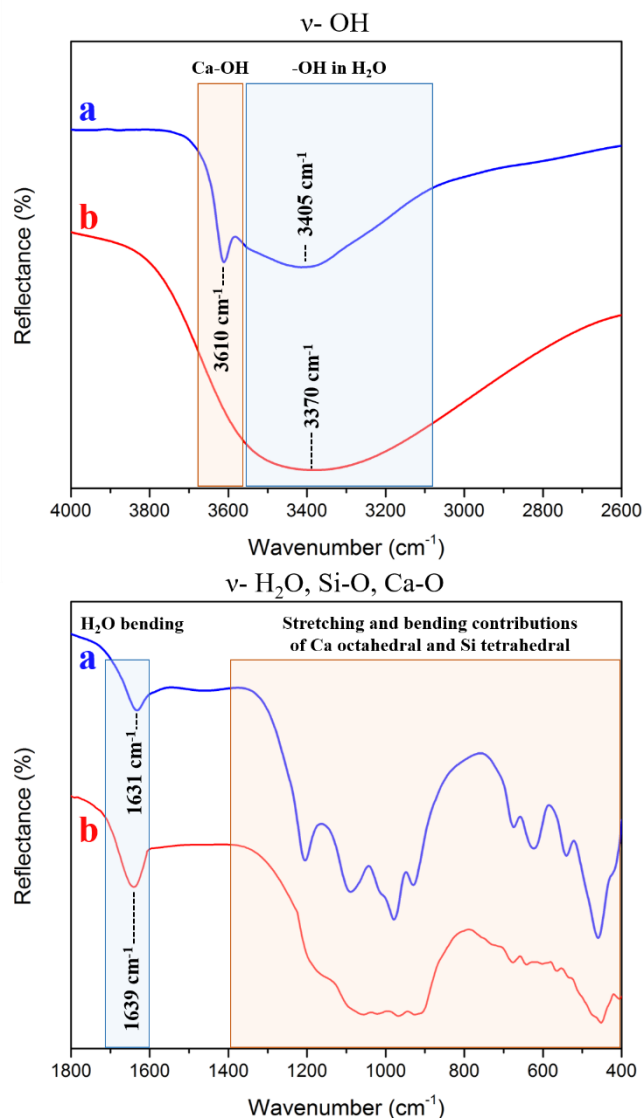 ν- OH
Ca-OH
-OH in H₂O
a
b
3610 cm⁻¹
3405 cm⁻¹
3370 cm⁻¹
Reflectance (%)
4000 3800 3600 3400 3200 3000 2800 2600
Wavenumber (cm⁻¹)
ν- H₂O, Si-O, Ca-O
H₂O bending
Stretching and bending contributions
of Ca octahedral and Si tetrahedral
a
b
1631 cm⁻¹
1639 cm⁻¹
Reflectance (%)
1800 1600 1400 1200 1000 800 600 400
Wavenumber (cm⁻¹)